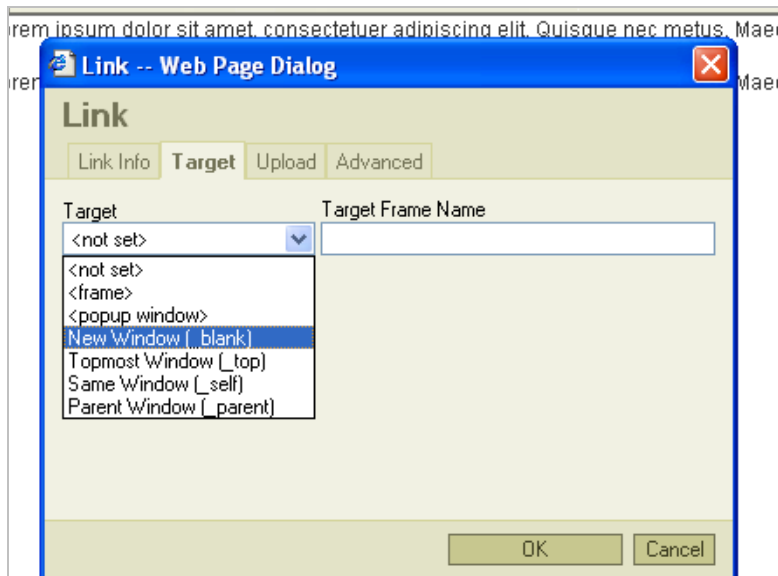 rem ipsum dolor sit amet, consectetuer adipiscing elit. Quisque nec metus. Maec
Link -- Web Page Dialog
Link
Link Info Target Upload Advanced
Target Target Frame Name
<not set>
<not set>
<frame>
<popup window>
New Window (_blank)
Topmost Window (_top)
Same Window (_self)
Parent Window (_parent)
OK Cancel